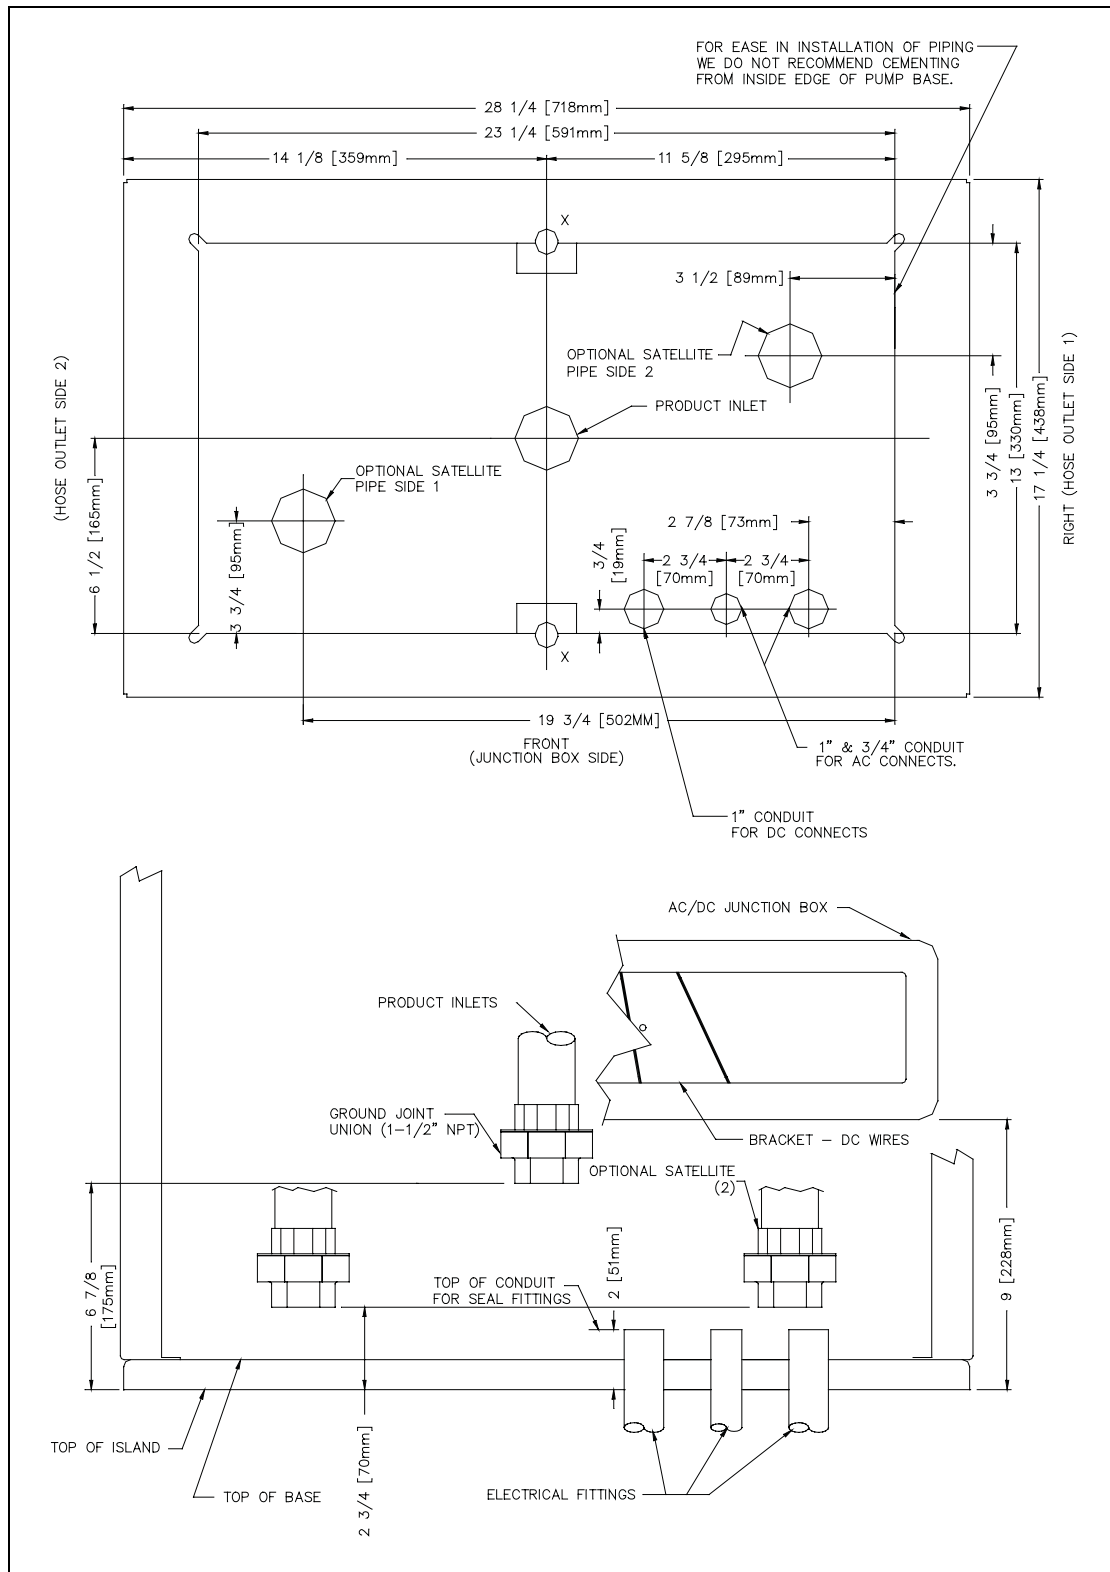 FOR EASE IN INSTALLATION OF PIPING
WE DO NOT RECOMMEND CEMENTING
FROM INSIDE EDGE OF PUMP BASE.
28 1/4 [718mm]
23 1/4 [591mm]
14 1/8 [359mm]
11 5/8 [295mm]
X
3 1/2 [89mm]
OPTIONAL SATELLITE
PIPE SIDE 2
PRODUCT INLET
OPTIONAL SATELLITE
PIPE SIDE 1
(HOSE OUTLET SIDE 2)
6 1/2 [165mm]
3 3/4 [95mm]
3/4
[19mm]
2 7/8 [73mm]
2 3/4
[70mm]
2 3/4
[70mm]
3 3/4 [95mm]
13 [330mm]
17 1/4 [438mm]
RIGHT (HOSE OUTLET SIDE 1)
X
19 3/4 [502MM]
FRONT
(JUNCTION BOX SIDE)
1" & 3/4" CONDUIT
FOR AC CONNECTS.
1" CONDUIT
FOR DC CONNECTS
AC/DC JUNCTION BOX
PRODUCT INLETS
GROUND JOINT
UNION (1-1/2" NPT)
BRACKET - DC WIRES
OPTIONAL SATELLITE
(2)
6 7/8
[175mm]
TOP OF CONDUIT
FOR SEAL FITTINGS
2 [51mm]
9 [228mm]
2 3/4 [70mm]
TOP OF ISLAND
TOP OF BASE
ELECTRICAL FITTINGS